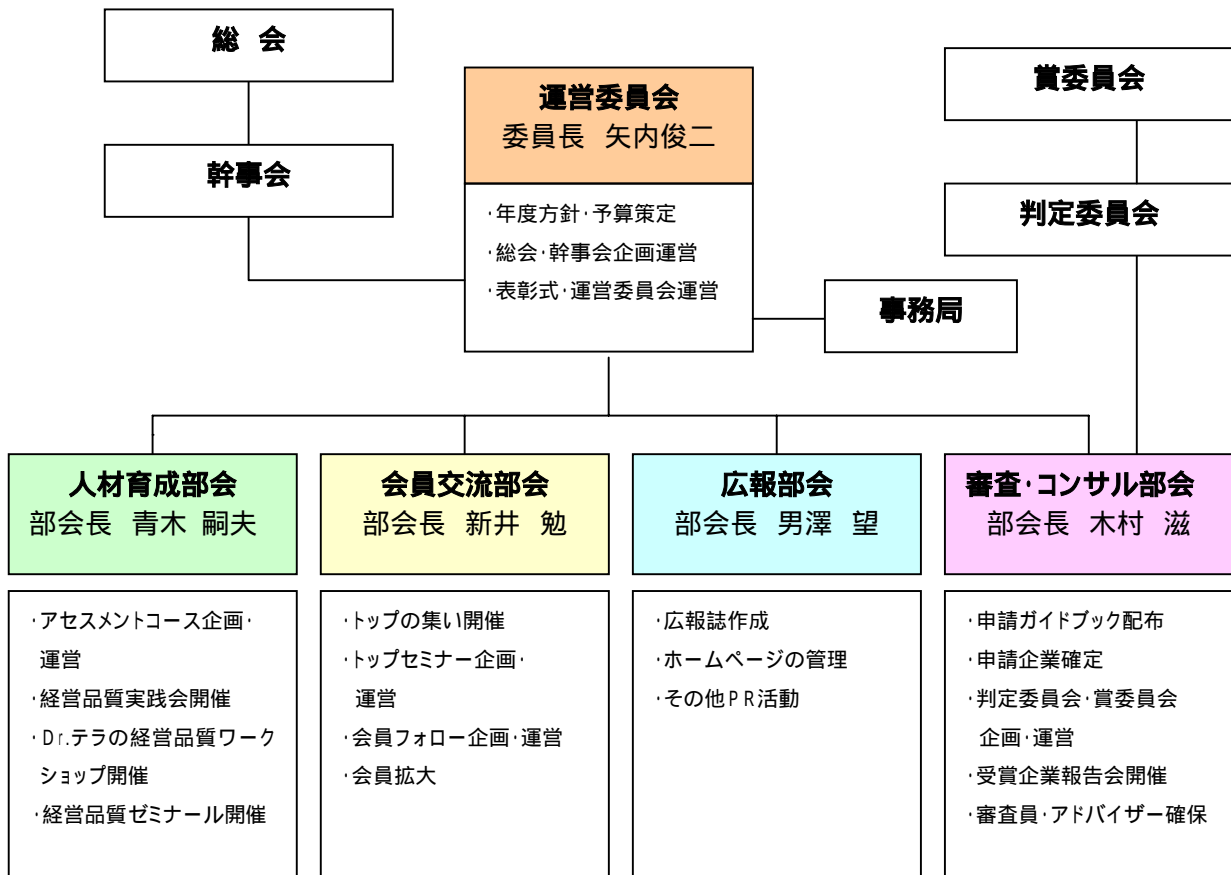 総 会
幹事会
運営委員会
委員長 矢内俊二
・年度方針・予算策定
・総会・幹事会企画運営
・表彰式・運営委員会運営
賞委員会
判定委員会
事務局
人材育成部会
部会長 青木 嗣夫
・アセスメントコース企画・
運営
・経営品質実践会開催
・Dr.テラの経営品質ワーク
ショップ開催
・経営品質ゼミナール開催
会員交流部会
部会長 新井 勉
・トップの集い開催
・トップセミナー企画・
運営
・会員フォロー企画・運営
・会員拡大
広報部会
部会長 男澤 望
・広報誌作成
・ホームページの管理
・その他PR活動
審査・コンサル部会
部会長 木村 滋
・申請ガイドブック配布
・申請企業確定
・判定委員会・賞委員会
企画・運営
・受賞企業報告会開催
・審査員・アドバイザー確保